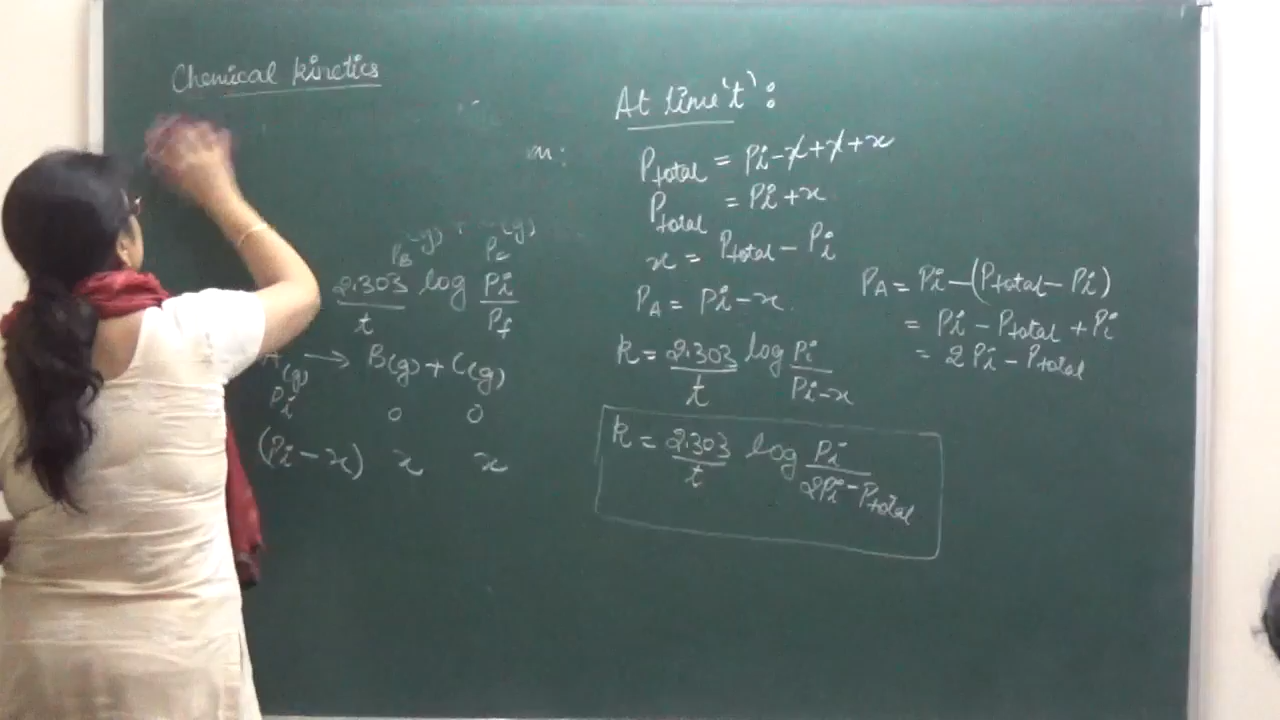 Chemical kinetics
(g) + (g)
P_B P_C
2.303/t log Pi/Pf
A(g) → B(g) + C(g)
Pi 0 0
(Pi - x) x x
At time 't':
P_total = Pi - x + x + x
P_total = Pi + x
x = P_total - Pi
P_A = Pi - x
k = 2.303/t log Pi/Pi-x
k = 2.303/t log Pi/2Pi-P_total
P_A = Pi - (P_total - Pi)
= Pi - P_total + Pi
= 2Pi - P_total